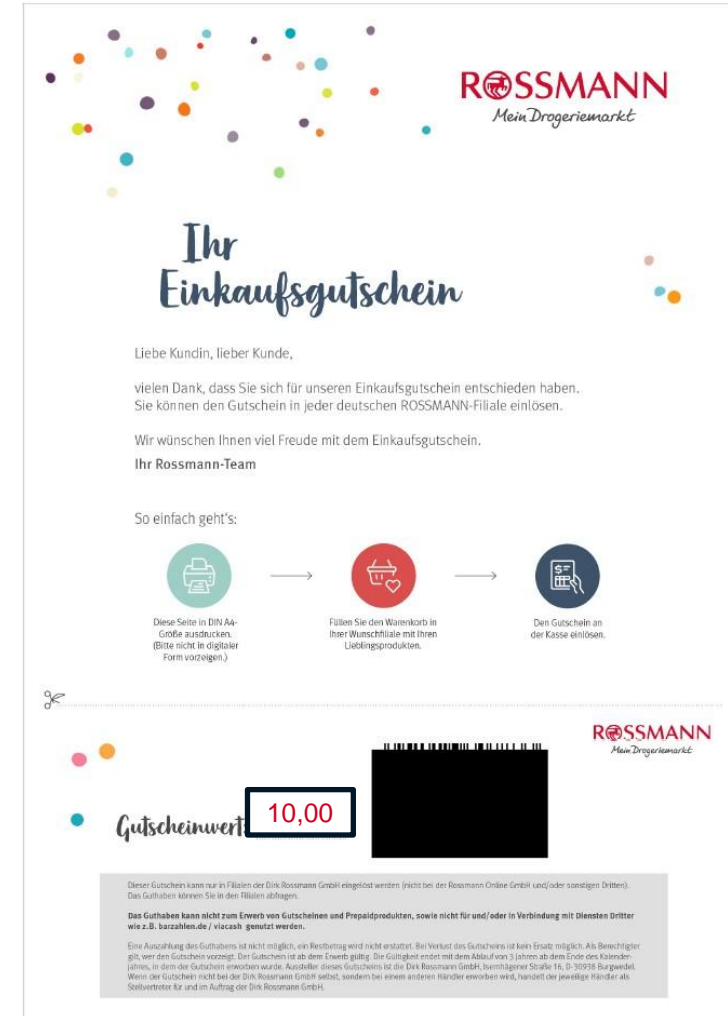 ROSSMANN
Mein Drogeriemarkt
Ihr
Einkaufsgutschein
Liebe Kundin, lieber Kunde,
vielen Dank, dass Sie sich für unseren Einkaufsgutschein entschieden haben.
Sie können den Gutschein in jeder deutschen ROSSMANN-Filiale einlösen.
Wir wünschen Ihnen viel Freude mit dem Einkaufsgutschein.
Ihr Rossmann-Team
So einfach geht's:
Diese Seite in DIN A4-
Größe ausdrucken.
(Bitte nicht in digitaler
Form vorzeigen.)
Füllen Sie den Warenkorb in
Ihrer Wunschfiliale mit Ihren
Lieblingsprodukten.
Den Gutschein an
der Kasse einlösen.
ROSSMANN
Mein Drogeriemarkt
Gutscheinwert:
10,00
Dieser Gutschein kann nur in Filialen der Dirk Rossmann GmbH eingelöst werden (nicht bei der Rossmann Online GmbH und/oder sonstigen Dritten).
Das Guthaben können Sie in den Filialen abfragen.
Das Guthaben kann nicht zum Erwerb von Gutscheinen und Prepaidprodukten, sowie nicht für und/oder in Verbindung mit Diensten Dritter
wie z.B. barzahlen.de / viacash genutzt werden.
Eine Auszahlung des Guthabens ist nicht möglich, ein Restbetrag wird nicht erstattet. Bei Verlust des Gutscheins ist kein Ersatz möglich. Als Berechtigter
gilt, wer den Gutschein vorzeigt. Der Gutschein ist ab dem Erwerb gültig. Die Gültigkeit endet mit dem Ablauf von 3 Jahren ab dem Ende des Kalender-
jahres, in dem der Gutschein erworben wurde. Aussteller dieses Gutscheins ist die Dirk Rossmann GmbH, Isernhägener Straße 16, D-30938 Burgwedel.
Wenn der Gutschein nicht bei der Dirk Rossmann GmbH selbst, sondern bei einem anderen Händler erworben wird, handelt der jeweilige Händler als
Stellvertreter für und im Auftrag der Dirk Rossmann GmbH.